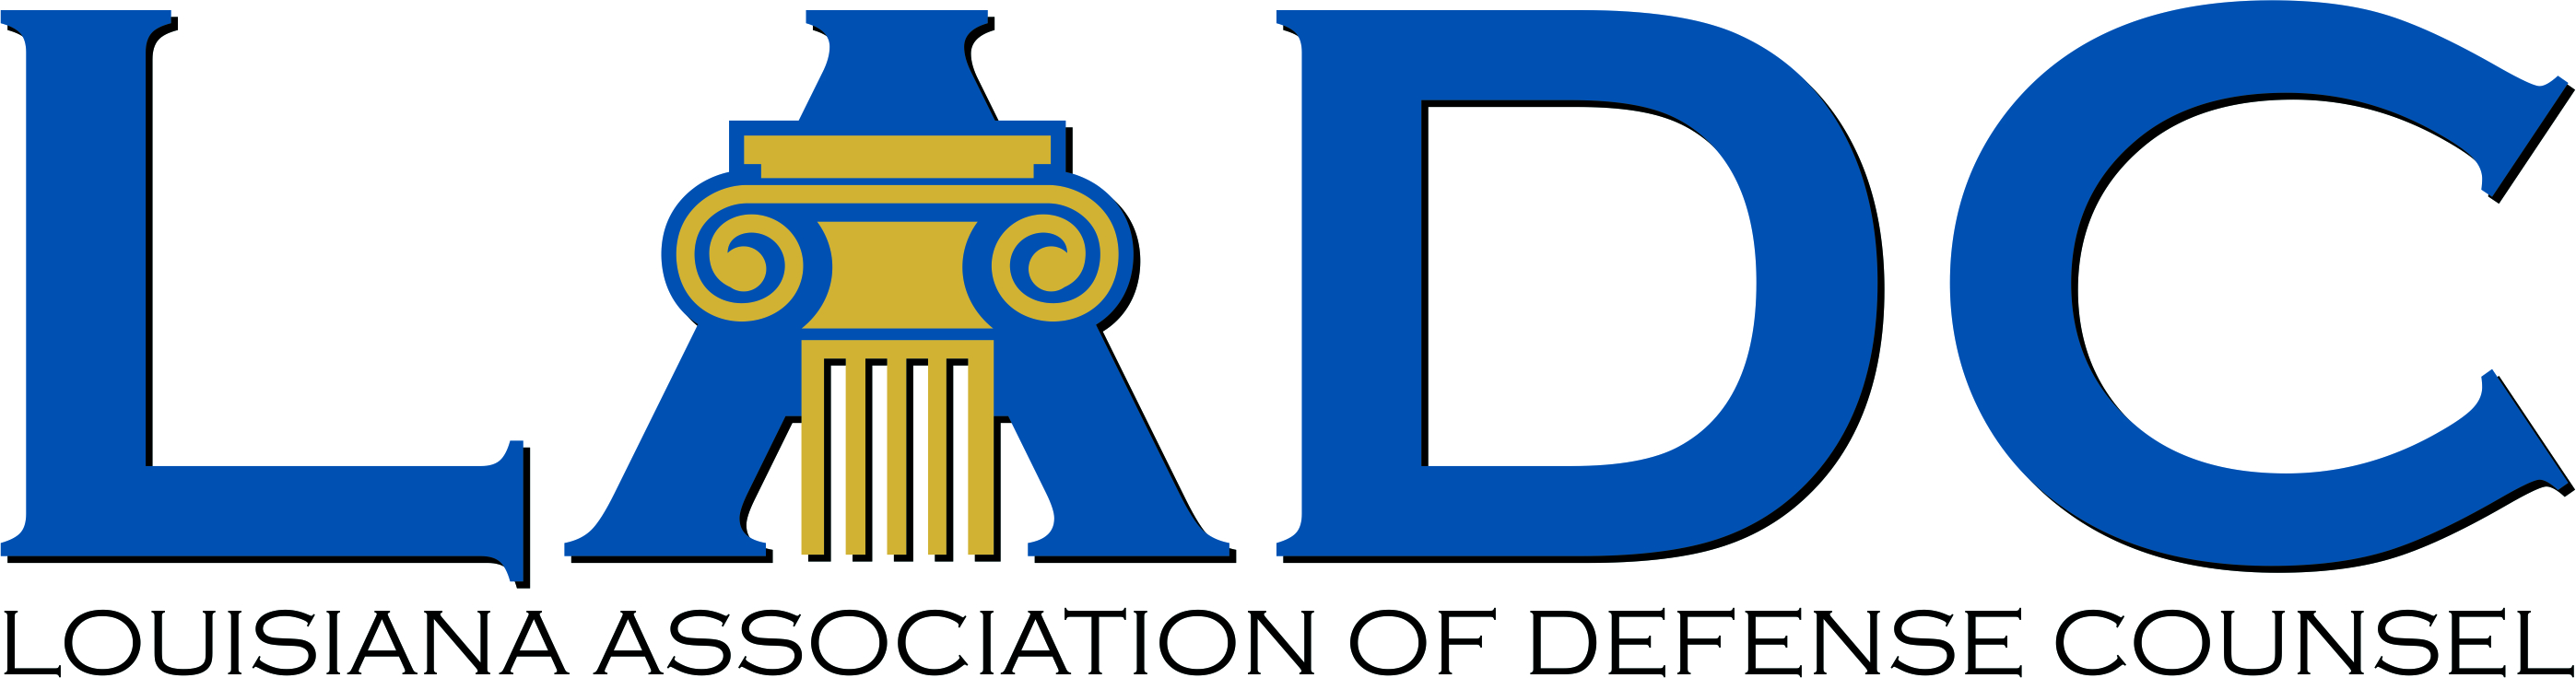 LADC
LOUISIANA ASSOCIATION OF DEFENSE COUNSEL